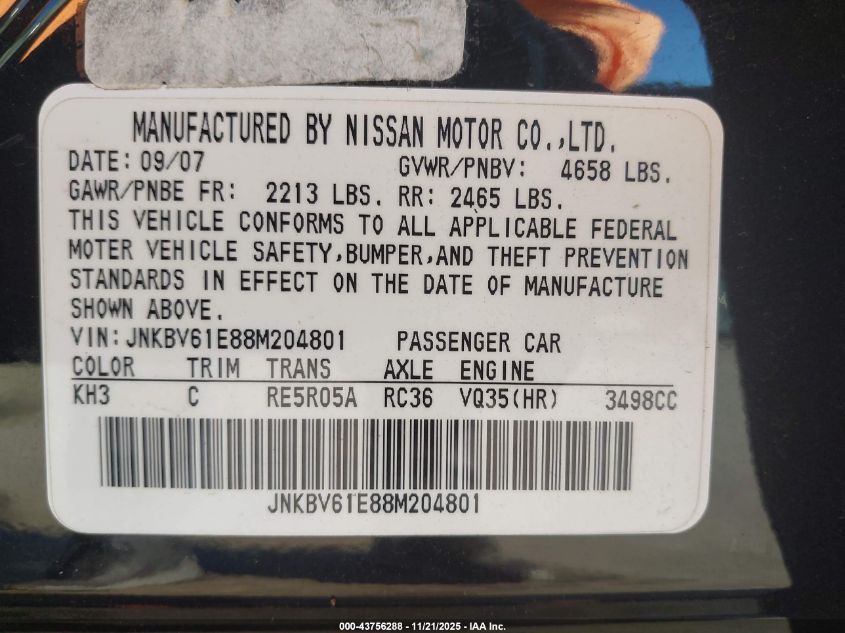 MANUFACTURED BY NISSAN MOTOR CO.,LTD.
DATE: 09/07 GVWR/PNBV: 4658 LBS.
GAWR/PNBE FR: 2213 LBS. RR: 2465 LBS.
THIS VEHICLE CONFORMS TO ALL APPLICABLE FEDERAL
MOTER VEHICLE SAFETY,BUMPER,AND THEFT PREVENTION
STANDARDS IN EFFECT ON THE DATE OF MANUFACTURE
SHOWN ABOVE.
VIN:JNKBV61E88M204801 PASSENGER CAR
COLOR TRIM TRANS AXLE ENGINE
KH3 C RE5R05A RC36 VQ35(HR) 3498CC
JNKBV61E88M204801
000-43756288 - 11/21/2025 - IAA Inc.